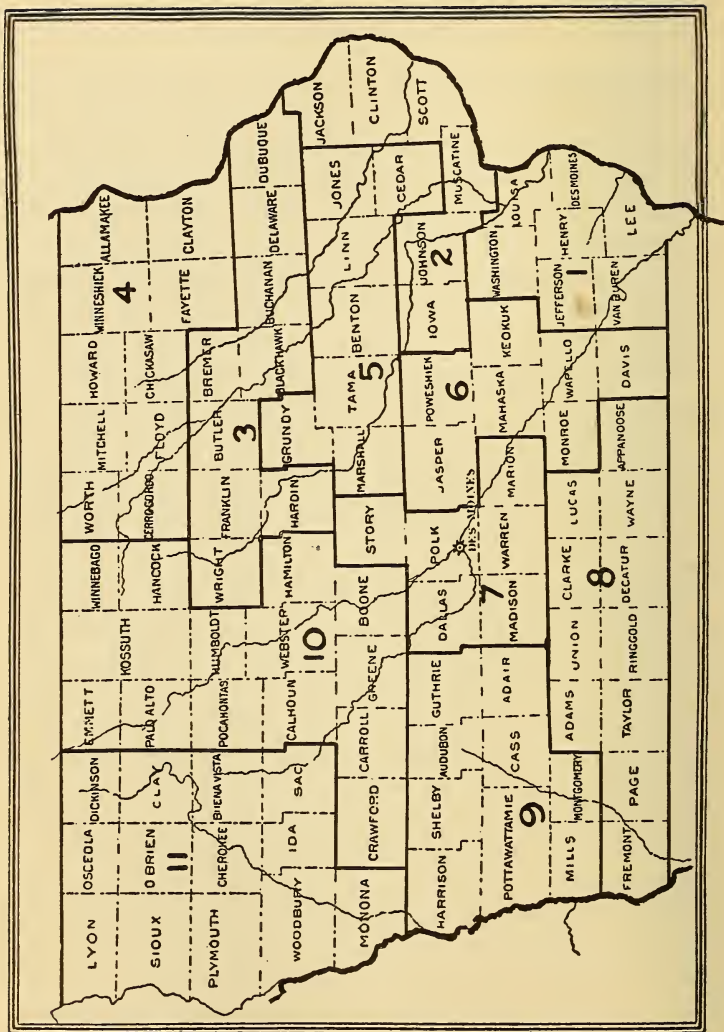 LYON
OSCEOLA
DICKINSON
EMMETT
WINNEBAGO
WORTH
MITCHELL
HOWARD
WINNESHIEK
ALLAMAKEE
4
SIOUX
O BRIEN
CLAY
PALO ALTO
KOSSUTH
HANCOCK
CERRO GORDO
FLOYD
CHICKASAW
FAYETTE
CLAYTON
11
PLYMOUTH
CHEROKEE
BUENA VISTA
POCAHONTAS
HUMBOLDT
WRIGHT
FRANKLIN
BUTLER
BREMER
3
WOODBURY
IDA
SAC
CALHOUN
WEBSTER
HAMILTON
HARDIN
GRUNDY
BLACKHAWK
BUCHANAN
DELAWARE
DUBUQUE
10
MONONA
CRAWFORD
CARROLL
GREENE
BOONE
STORY
MARSHALL
TAMA
BENTON
LINN
JONES
JACKSON
5
CLINTON
CEDAR
HARRISON
SHELBY
AUDUBON
GUTHRIE
DALLAS
POLK
JASPER
POWESHIEK
IOWA
JOHNSON
SCOTT
2
MUSCATINE
6
DES MOINES
9
7
POTTAWATTAMIE
CASS
ADAIR
MADISON
WARREN
MARION
MAHASKA
KEOKUK
WASHINGTON
LOUISA
MILLS
MONTGOMERY
ADAMS
UNION
CLARKE
LUCAS
MONROE
WAPELLO
JEFFERSON
HENRY
DESMOINES
8
1
FREMONT
PAGE
TAYLOR
RINGGOLD
DECATUR
WAYNE
APPANOOSE
DAVIS
VAN BUREN
LEE